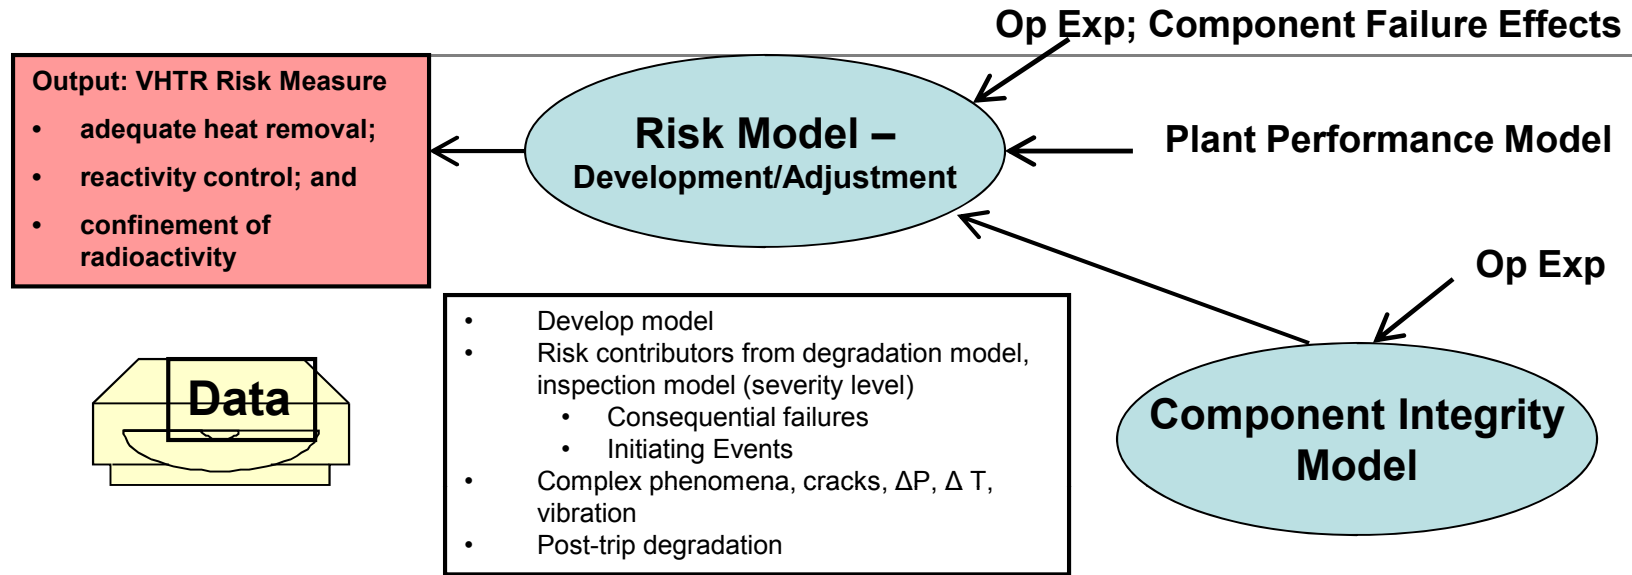 Op Exp; Component Failure Effects
Output: VHTR Risk Measure
• adequate heat removal;
• reactivity control; and
• confinement of
radioactivity
Risk Model –
Development/Adjustment
Plant Performance Model
Op Exp
Data
• Develop model
• Risk contributors from degradation model,
inspection model (severity level)
• Consequential failures
• Initiating Events
• Complex phenomena, cracks, ΔP, Δ T,
vibration
• Post-trip degradation
Component Integrity
Model